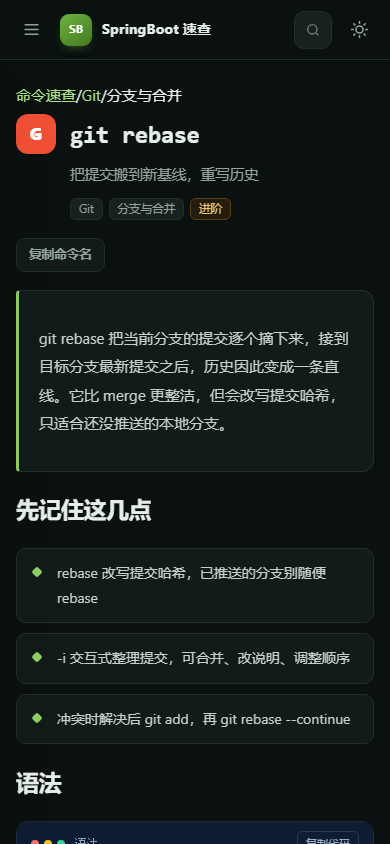 SB SpringBoot 速查
命令速查/Git/分支与合并
G git rebase
把提交搬到新基线，重写历史
Git 分支与合并 进阶
复制命令名
git rebase 把当前分支的提交逐个摘下来，接到
目标分支最新提交之后，历史因此变成一条直
线。它比 merge 更整洁，但会改写提交哈希，
只适合还没推送的本地分支。
先记住这几点
rebase 改写提交哈希，已推送的分支别随便
rebase
-i 交互式整理提交，可合并、改说明、调整顺序
冲突时解决后 git add，再 git rebase --continue
语法
语法 复制代码